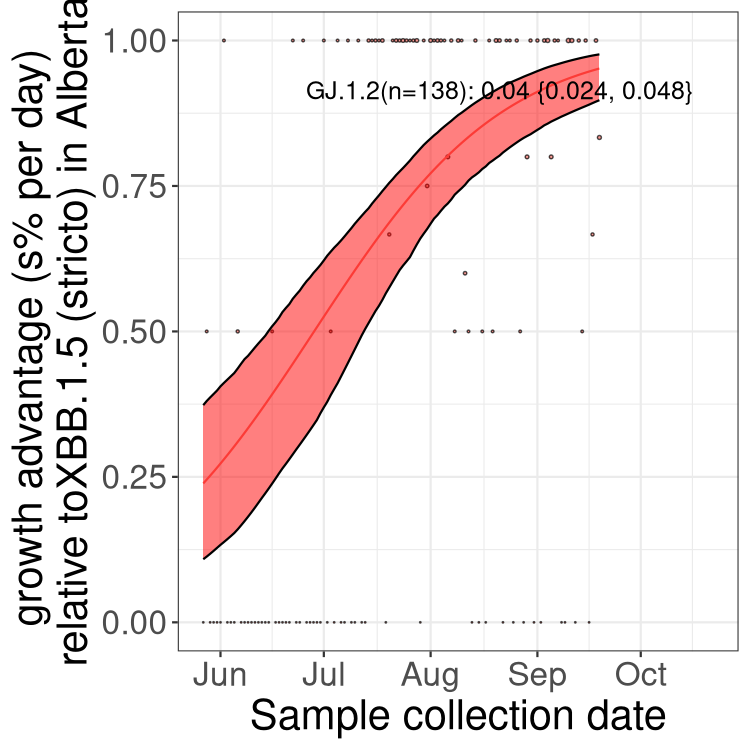 growth advantage (s% per day)
relative toXBB.1.5 (stricto) in Alberta
1.00
0.75
0.50
0.25
0.00
GJ.1.2(n=138): 0.04 {0.024, 0.048}
Jun Jul Aug Sep Oct
Sample collection date